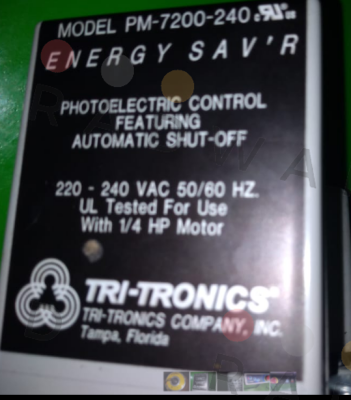 MODEL PM-7200-240
ENERGY SAV'R
PHOTOELECTRIC CONTROL
FEATURING
AUTOMATIC SHUT-OFF
220 - 240 VAC 50/60 HZ.
UL Tested For Use
With 1/4 HP Motor
TRI-TRONICS®
TRI-TRONICS COMPANY, INC.
Tampa, Florida